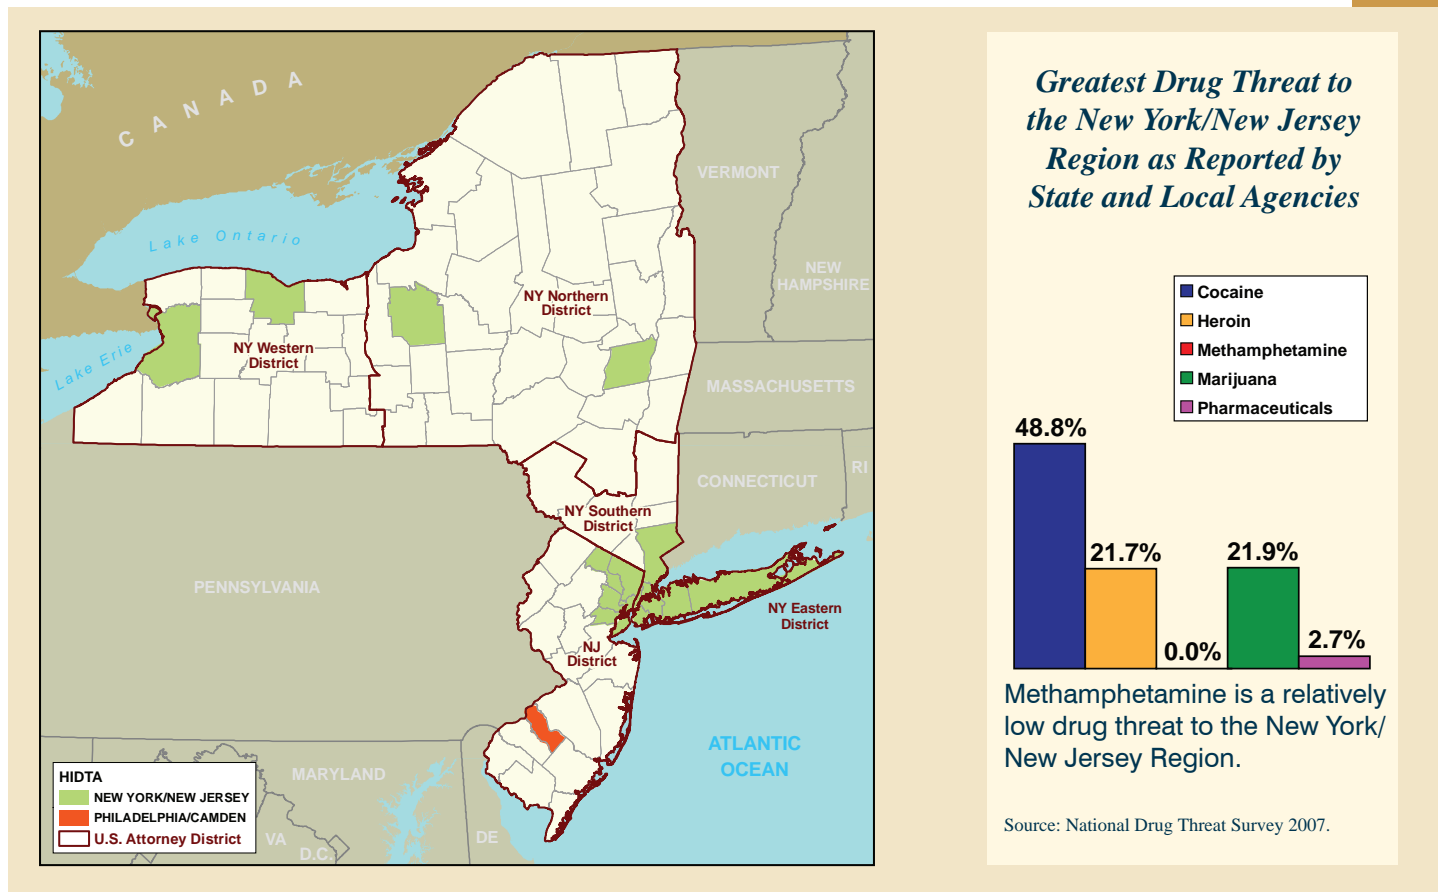 CANADA
VERMONT
Lake Ontario
NEW
HAMPSHIRE
NY Northern
District
Lake Erie
NY Western
District
MASSACHUSETTS
CONNECTICUT
RI
NY Southern
District
PENNSYLVANIA
NY Eastern
District
NJ
District
ATLANTIC
OCEAN
MARYLAND
VA
D.C.
DE
HIDTA
NEW YORK/NEW JERSEY
PHILADELPHIA/CAMDEN
U.S. Attorney District
Greatest Drug Threat to
the New York/New Jersey
Region as Reported by
State and Local Agencies
Cocaine
Heroin
Methamphetamine
Marijuana
Pharmaceuticals
48.8%
21.7%
0.0%
21.9%
2.7%
Methamphetamine is a relatively
low drug threat to the New York/
New Jersey Region.
Source: National Drug Threat Survey 2007.